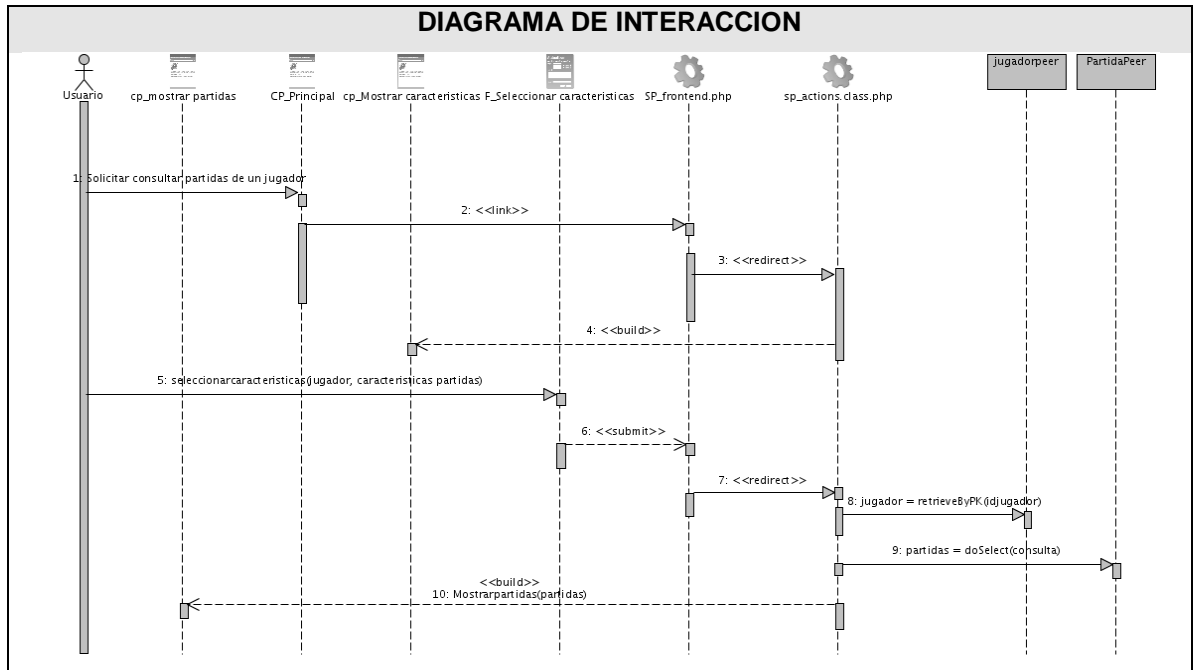 DIAGRAMA DE INTERACCION
jugadorpeer
PartidaPeer
Usuario
cp_mostrar partidas
CP_Principal
cp_Mostrar caracteristicas
F_Seleccionar caracteristicas
SP_frontend.php
sp_actions.class.php
1: Solicitar consultar partidas de un jugador
2: <<link>>
3: <<redirect>>
4: <<build>>
5: seleccionarcaracteristicas(jugador, caracteristicas partidas)
6: <<submit>>
7: <<redirect>>
8: jugador = retrieveByPK(idjugador)
9: partidas = doSelect(consulta)
<<build>>
10: Mostrarpartidas(partidas)